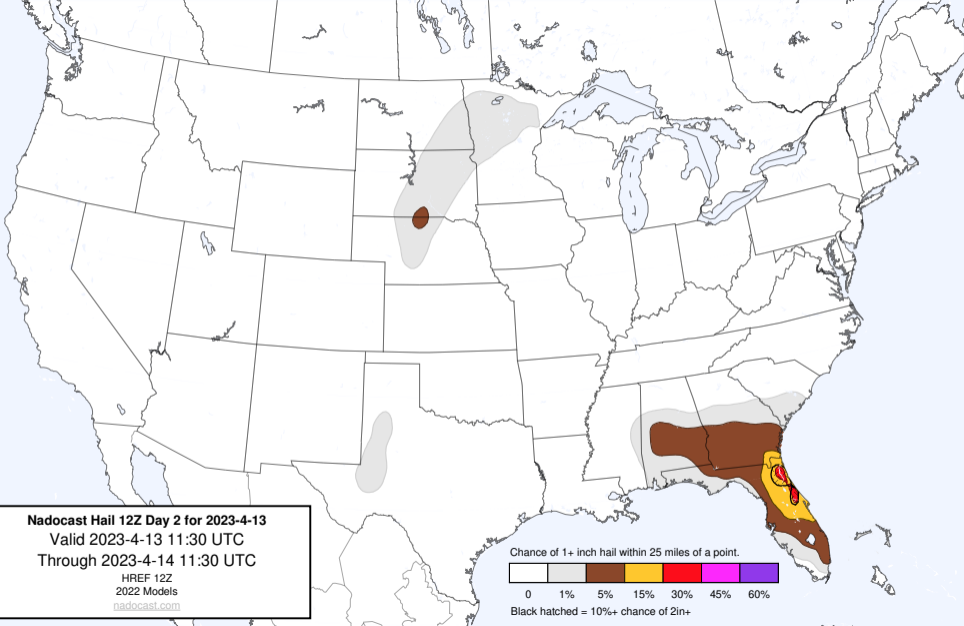 Nadocast Hail 12Z Day 2 for 2023-4-13
Valid 2023-4-13 11:30 UTC
Through 2023-4-14 11:30 UTC
HREF 12Z
2022 Models
nadocast.com
Chance of 1+ inch hail within 25 miles of a point.
0 1% 5% 15% 30% 45% 60%
Black hatched = 10%+ chance of 2in+